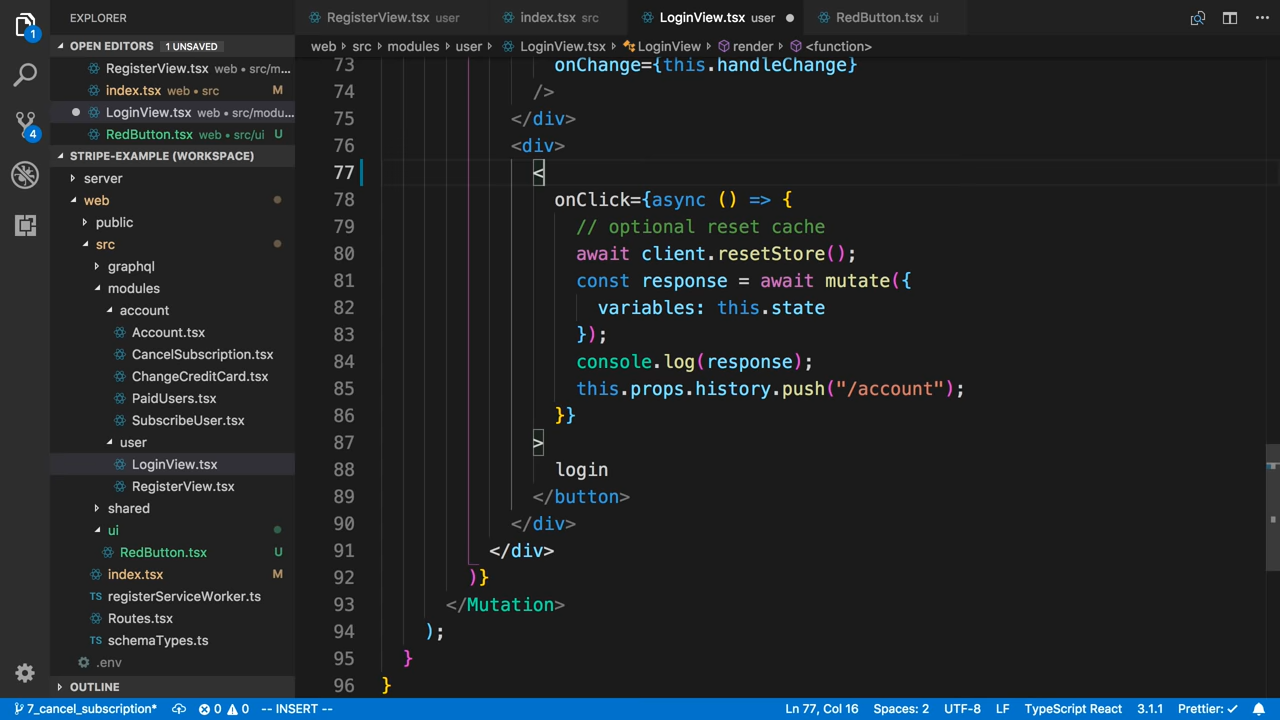 EXPLORER
RegisterView.tsx user
index.tsx src
LoginView.tsx user
RedButton.tsx ui
1
4
OPEN EDITORS 1 UNSAVED
RegisterView.tsx web • src/m...
index.tsx web • src M
LoginView.tsx web • src/modu...
RedButton.tsx web • src/ui U
STRIPE-EXAMPLE (WORKSPACE)
server
web
public
src
graphql
modules
account
Account.tsx
CancelSubscription.tsx
ChangeCreditCard.tsx
PaidUsers.tsx
SubscribeUser.tsx
user
LoginView.tsx
RegisterView.tsx
shared
ui
RedButton.tsx U
index.tsx M
TS registerServiceWorker.ts
Routes.tsx
TS schemaTypes.ts
.env
OUTLINE
web src modules user LoginView.tsx LoginView render <function>
73 onChange={this.handleChange}
74 />
75 </div>
76 <div>
77 <
78 onClick={async () => {
79 // optional reset cache
80 await client.resetStore();
81 const response = await mutate({
82 variables: this.state
83 });
84 console.log(response);
85 this.props.history.push("/account");
86 }}
87 >
88 login
89 </button>
90 </div>
91 </div>
92 )}
93 </Mutation>
94 );
95 }
96 }
7_cancel_subscription* 0 0 -- INSERT -- Ln 77, Col 16 Spaces: 2 UTF-8 LF TypeScript React 3.1.1 Prettier: ✓